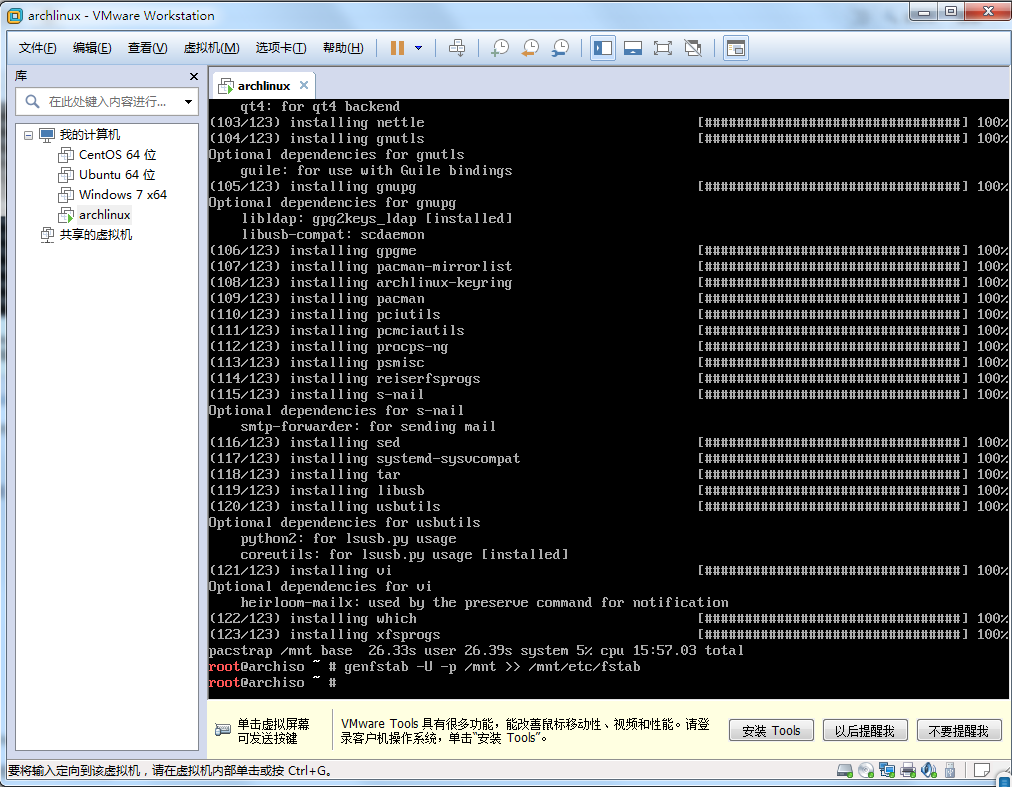 archlinux - VMware Workstation
文件(F) 编辑(E) 查看(V) 虚拟机(M) 选项卡(T) 帮助(H)
库
在此处键入内容进行...
我的计算机
CentOS 64 位
Ubuntu 64 位
Windows 7 x64
archlinux
共享的虚拟机
archlinux
qt4: for qt4 backend
(103/123) installing nettle [################################] 100%
(104/123) installing gnutls [################################] 100%
Optional dependencies for gnutls
guile: for use with Guile bindings
(105/123) installing gnupg [################################] 100%
Optional dependencies for gnupg
libldap: gpg2keys_ldap [installed]
libusb-compat: scdaemon
(106/123) installing gpgme [################################] 100%
(107/123) installing pacman-mirrorlist [################################] 100%
(108/123) installing archlinux-keyring [################################] 100%
(109/123) installing pacman [################################] 100%
(110/123) installing pciutils [################################] 100%
(111/123) installing pcmciautils [################################] 100%
(112/123) installing procps-ng [################################] 100%
(113/123) installing psmisc [################################] 100%
(114/123) installing reiserfsprogs [################################] 100%
(115/123) installing s-nail [################################] 100%
Optional dependencies for s-nail
smtp-forwarder: for sending mail
(116/123) installing sed [################################] 100%
(117/123) installing systemd-sysvcompat [################################] 100%
(118/123) installing tar [################################] 100%
(119/123) installing libusb [################################] 100%
(120/123) installing usbutils [################################] 100%
Optional dependencies for usbutils
python2: for lsusb.py usage
coreutils: for lsusb.py usage [installed]
(121/123) installing vi [################################] 100%
Optional dependencies for vi
heirloom-mailx: used by the preserve command for notification
(122/123) installing which [################################] 100%
(123/123) installing xfsprogs [################################] 100%
pacstrap /mnt base  26.33s user 26.39s system 5% cpu 15:57.03 total
root@archiso ~ # genfstab -U -p /mnt >> /mnt/etc/fstab
root@archiso ~ #
单击虚拟屏幕
可发送按键
VMware Tools 具有很多功能，能改善鼠标移动性、视频和性能。请登
录客户机操作系统，单击“安装 Tools”。
安装 Tools
以后提醒我
不要提醒我
要将输入定向到该虚拟机，请在虚拟机内部单击或按 Ctrl+G。